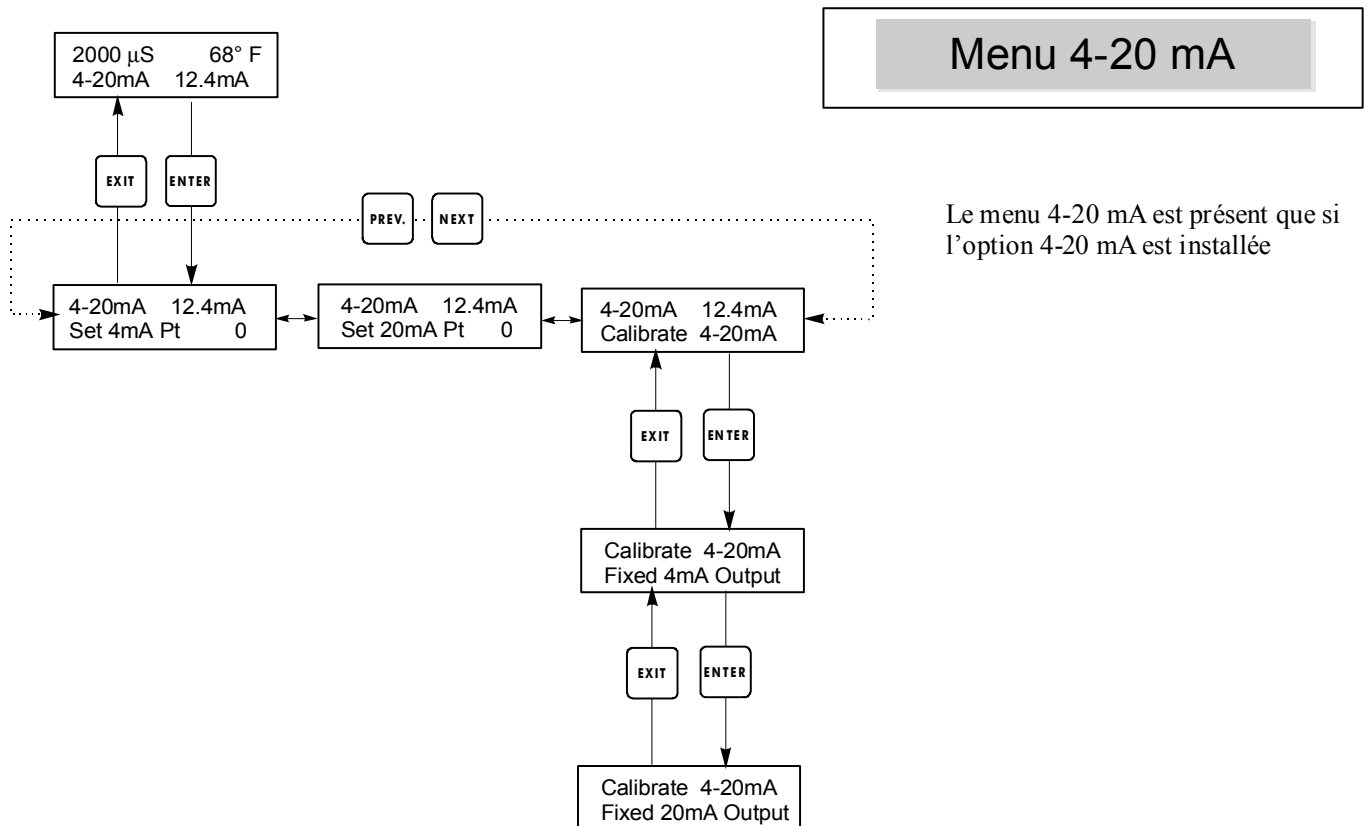 Menu 4-20 mA
2000 μS 68° F
4-20mA 12.4mA
EXIT
ENTER
PREV.
NEXT
Le menu 4-20 mA est présent que si
l’option 4-20 mA est installée
4-20mA 12.4mA
Set 4mA Pt 0
4-20mA 12.4mA
Set 20mA Pt 0
4-20mA 12.4mA
Calibrate 4-20mA
EXIT
ENTER
Calibrate 4-20mA
Fixed 4mA Output
EXIT
ENTER
Calibrate 4-20mA
Fixed 20mA Output